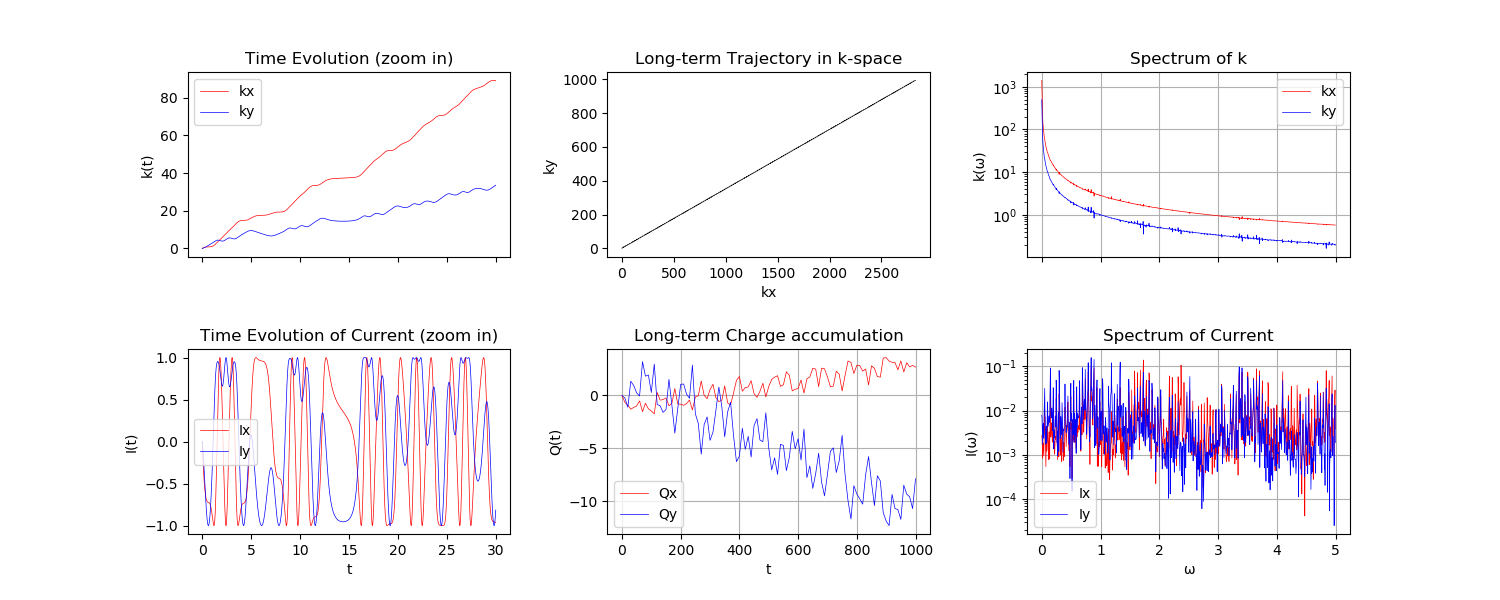 Time Evolution (zoom in)
k(t)
80
60
40
20
0
kx
ky
Long-term Trajectory in k-space
ky
1000
800
600
400
200
0
0 500 1000 1500 2000 2500
kx
Spectrum of k
k(ω)
10³
10²
10¹
10⁰
kx
ky
Time Evolution of Current (zoom in)
I(t)
1.0
0.5
0.0
−0.5
−1.0
Ix
Iy
0 5 10 15 20 25 30
t
Long-term Charge accumulation
Q(t)
0
−5
−10
Qx
Qy
0 200 400 600 800 1000
t
Spectrum of Current
I(ω)
10⁻¹
10⁻²
10⁻³
10⁻⁴
Ix
Iy
0 1 2 3 4 5
ω